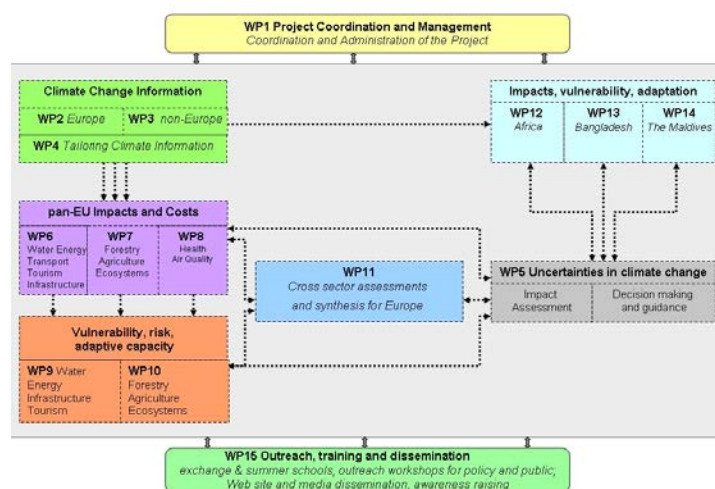 WP1 Project Coordination and Management
Coordination and Administration of the Project
Climate Change Information
WP2 Europe
WP3 non-Europe
WP4 Tailoring Climate Information
Impacts, vulnerability, adaptation
WP12
Africa
WP13
Bangladesh
WP14
The Maldives
pan-EU Impacts and Costs
WP6
Water Energy
Transport
Tourism
Infrastructure
WP7
Forestry
Agriculture
Ecosystems
WP8
Health
Air Quality
WP11
Cross sector assessments
and synthesis for Europe
WP5 Uncertainties in climate change
Impact
Assessment
Decision making
and guidance
Vulnerability, risk,
adaptive capacity
WP9 Water
Energy
Infrastructure
Tourism
WP10
Forestry
Agriculture
Ecosystems
WP15 Outreach, training and dissemination
exchange & summer schools, outreach workshops for policy and public,
Web site and media dissemination, awareness raising